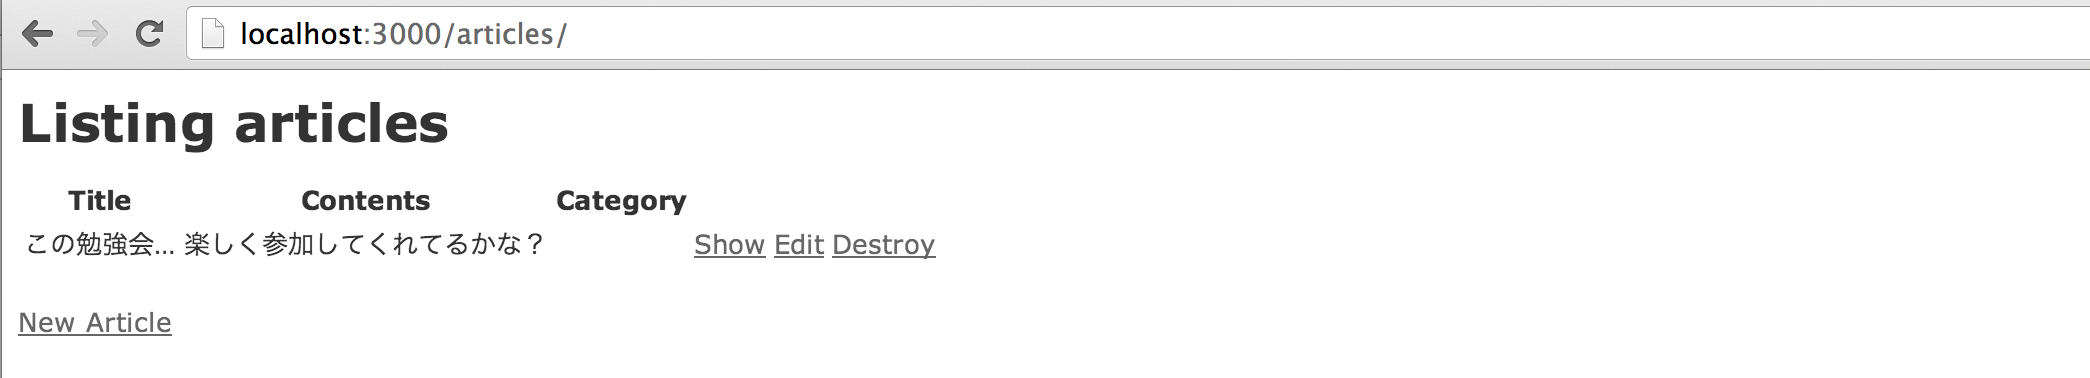 localhost:3000/articles/
Listing articles
Title Contents Category
この勉強会... 楽しく参加してくれてるかな？ Show Edit Destroy
New Article